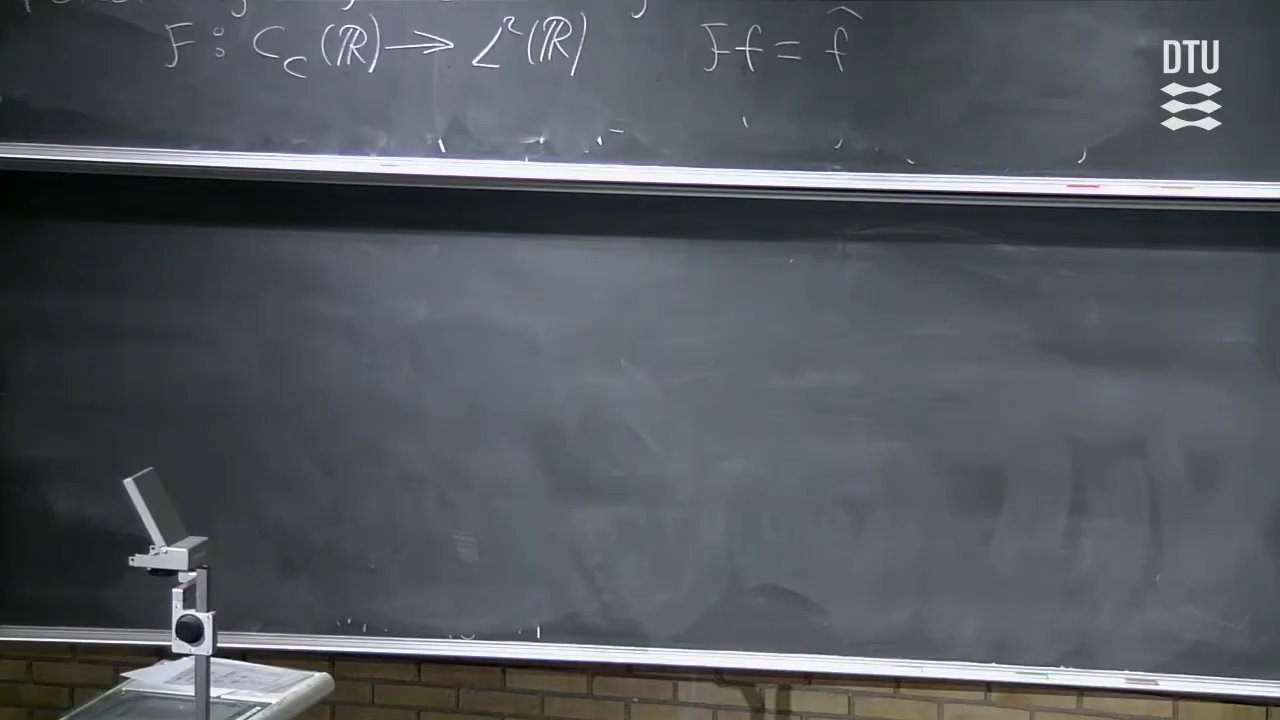 F : C_c(ℝ) → L²(ℝ)    Ff = f̂
DTU